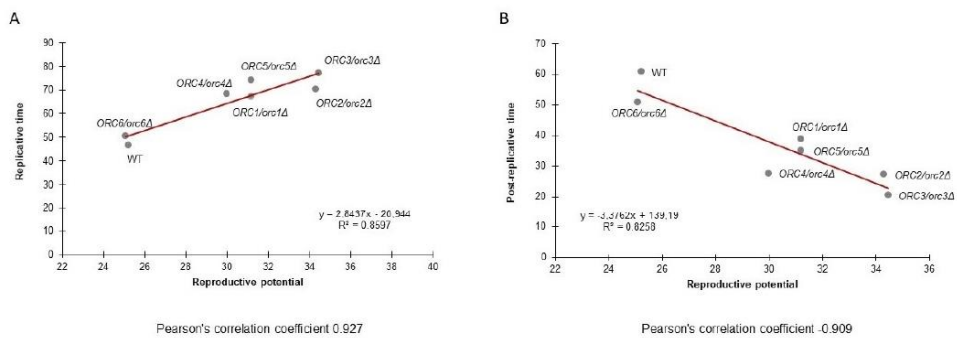 A
B
Replicative time
90
80
70
60
50
40
30
20
10
0
ORC6/orc6Δ
WT
ORC4/orc4Δ
ORC5/orc5Δ
ORC1/orc1Δ
ORC3/orc3Δ
ORC2/orc2Δ
y = 2,8437x - 20,944
R² = 0.8597
22 24 26 28 30 32 34 36 38 40
Reproductive potential
Pearson's correlation coefficient 0.927
Post-replicative time
70
60
50
40
30
20
10
0
WT
ORC6/orc6Δ
ORC1/orc1Δ
ORC5/orc5Δ
ORC4/orc4Δ
ORC2/orc2Δ
ORC3/orc3Δ
y = -3,3762x + 139,19
R² = 0,8258
22 24 26 28 30 32 34 36
Reproductive potential
Pearson's correlation coefficient -0.909